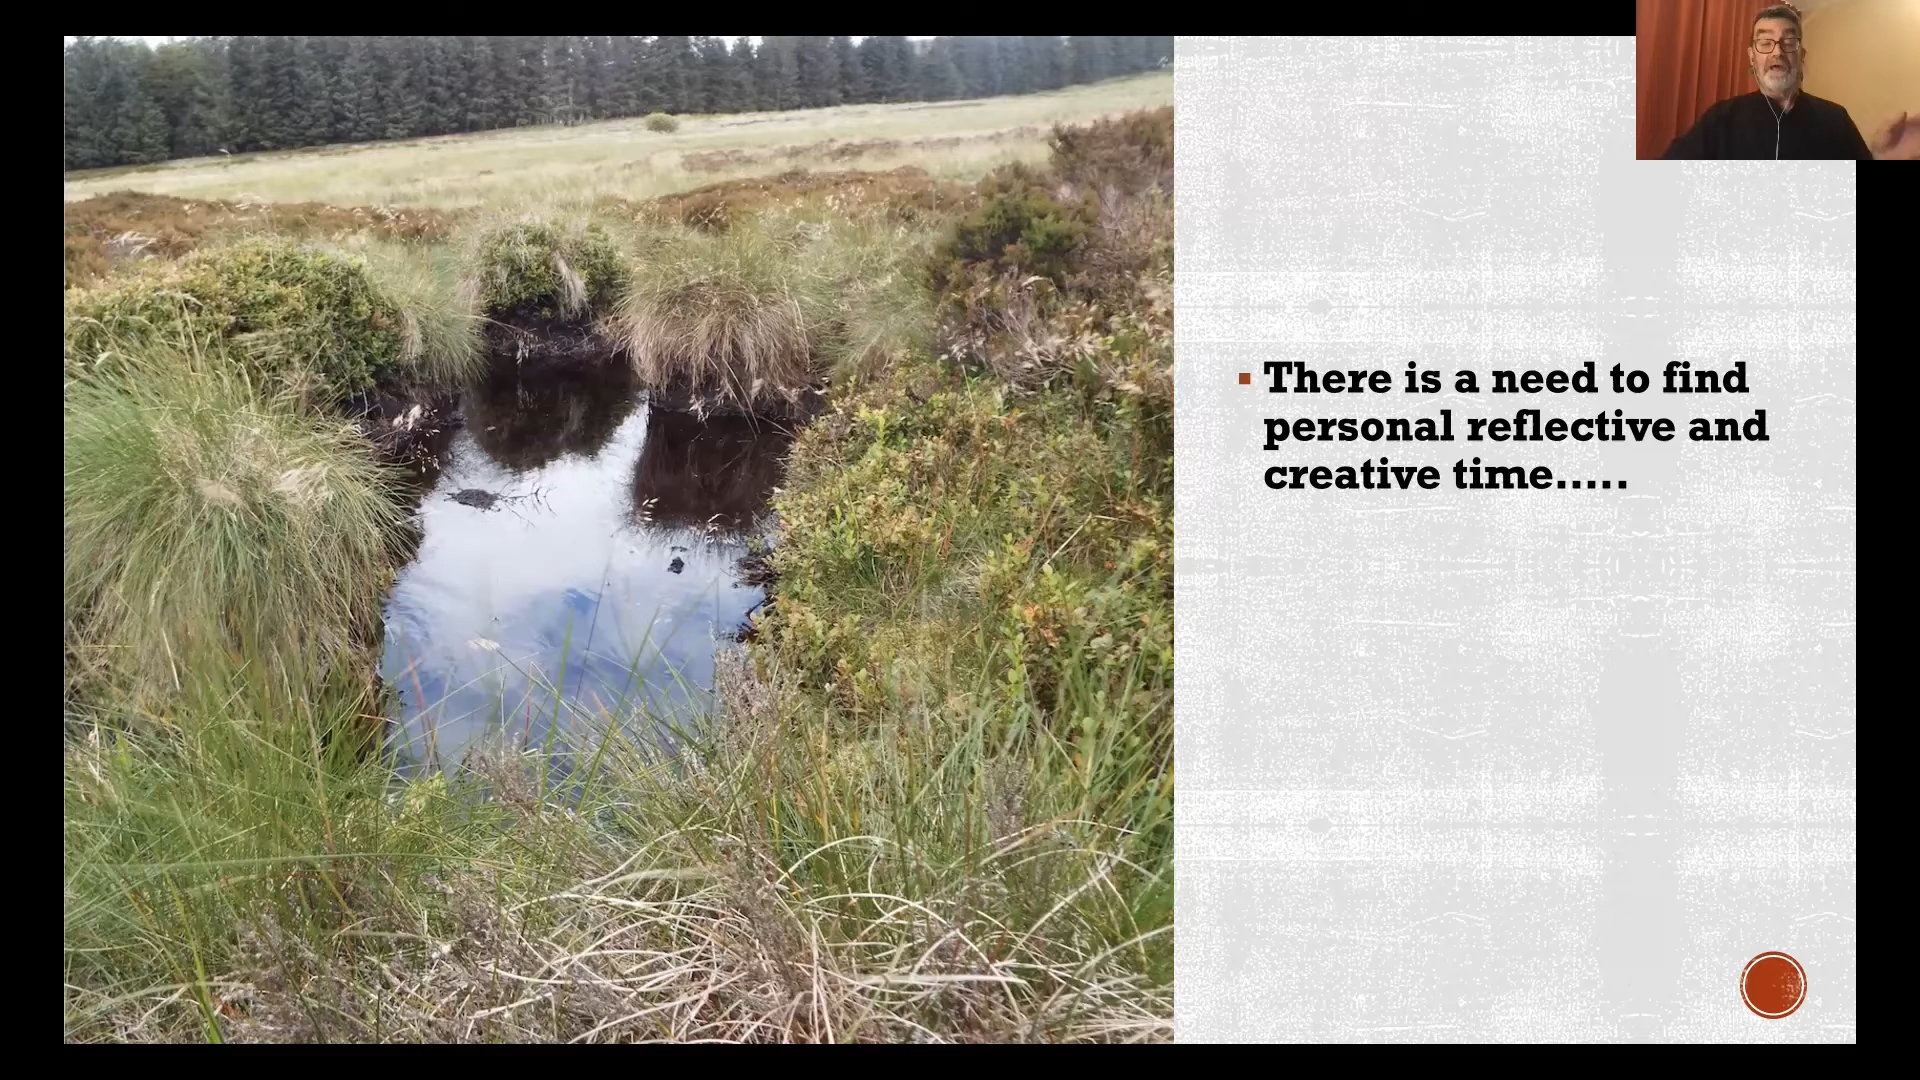 There is a need to find
personal reflective and
creative time.....